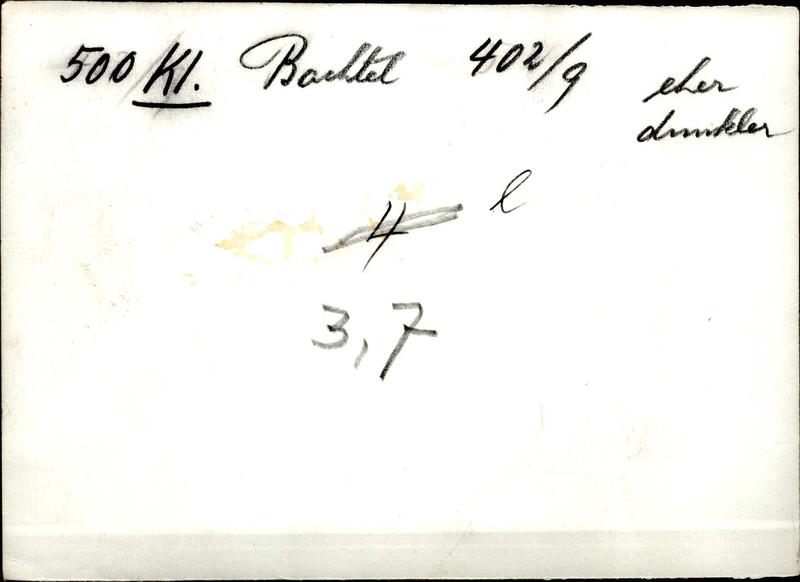 500 Kl. Bachtel 402/9 eher
dunkler
4 e
3,7